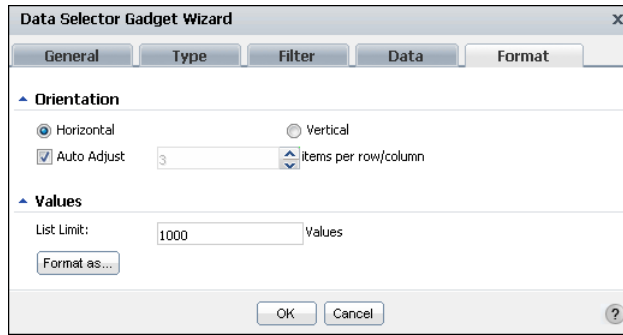 Data Selector Gadget Wizard x
General Type Filter Data Format
Orientation
Horizontal Vertical
Auto Adjust 3 items per row/column
Values
List Limit: 1000 Values
Format as...
OK Cancel ?